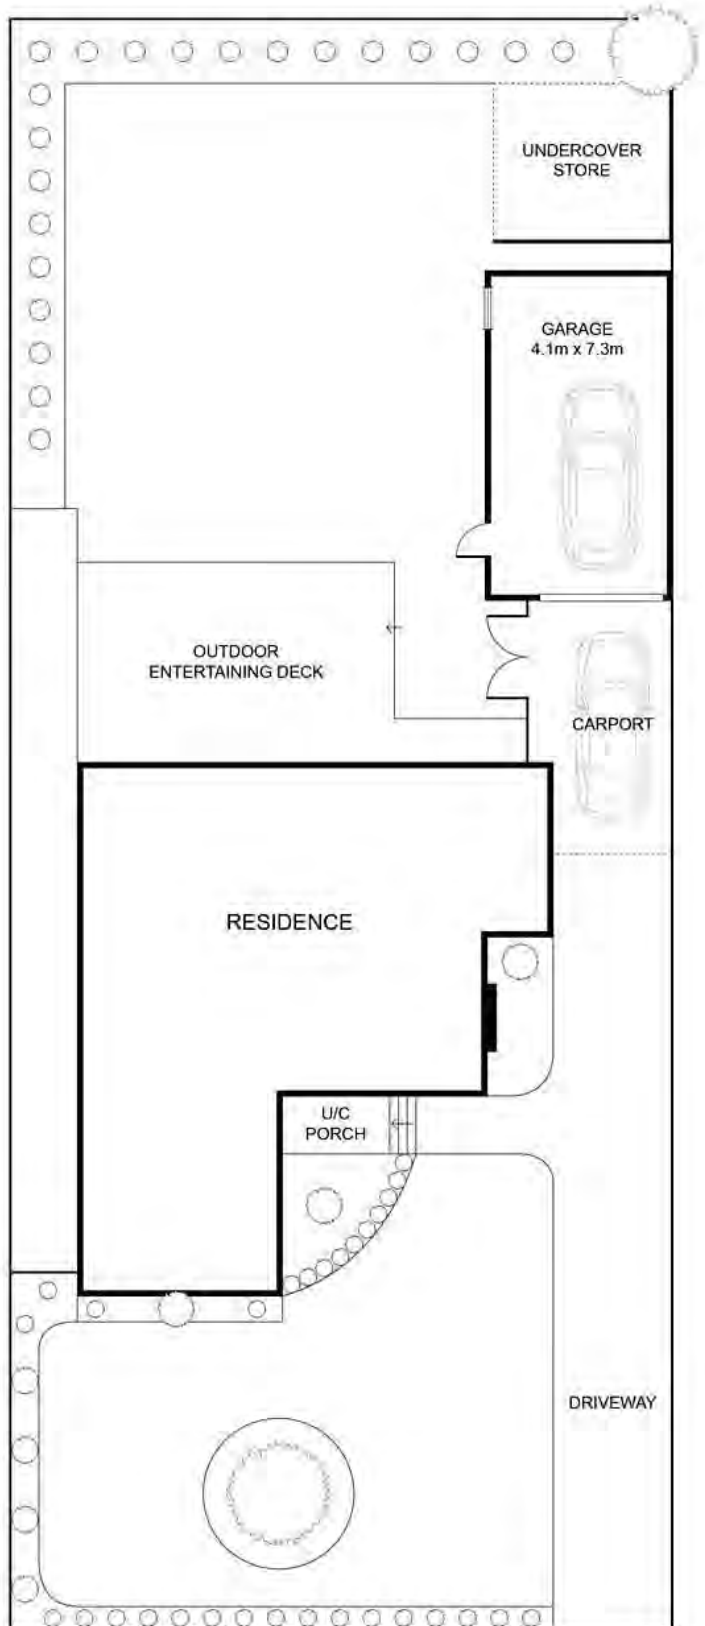 UNDERCOVER
STORE
GARAGE
4.1m x 7.3m
OUTDOOR
ENTERTAINING DECK
CARPORT
RESIDENCE
U/C
PORCH
DRIVEWAY